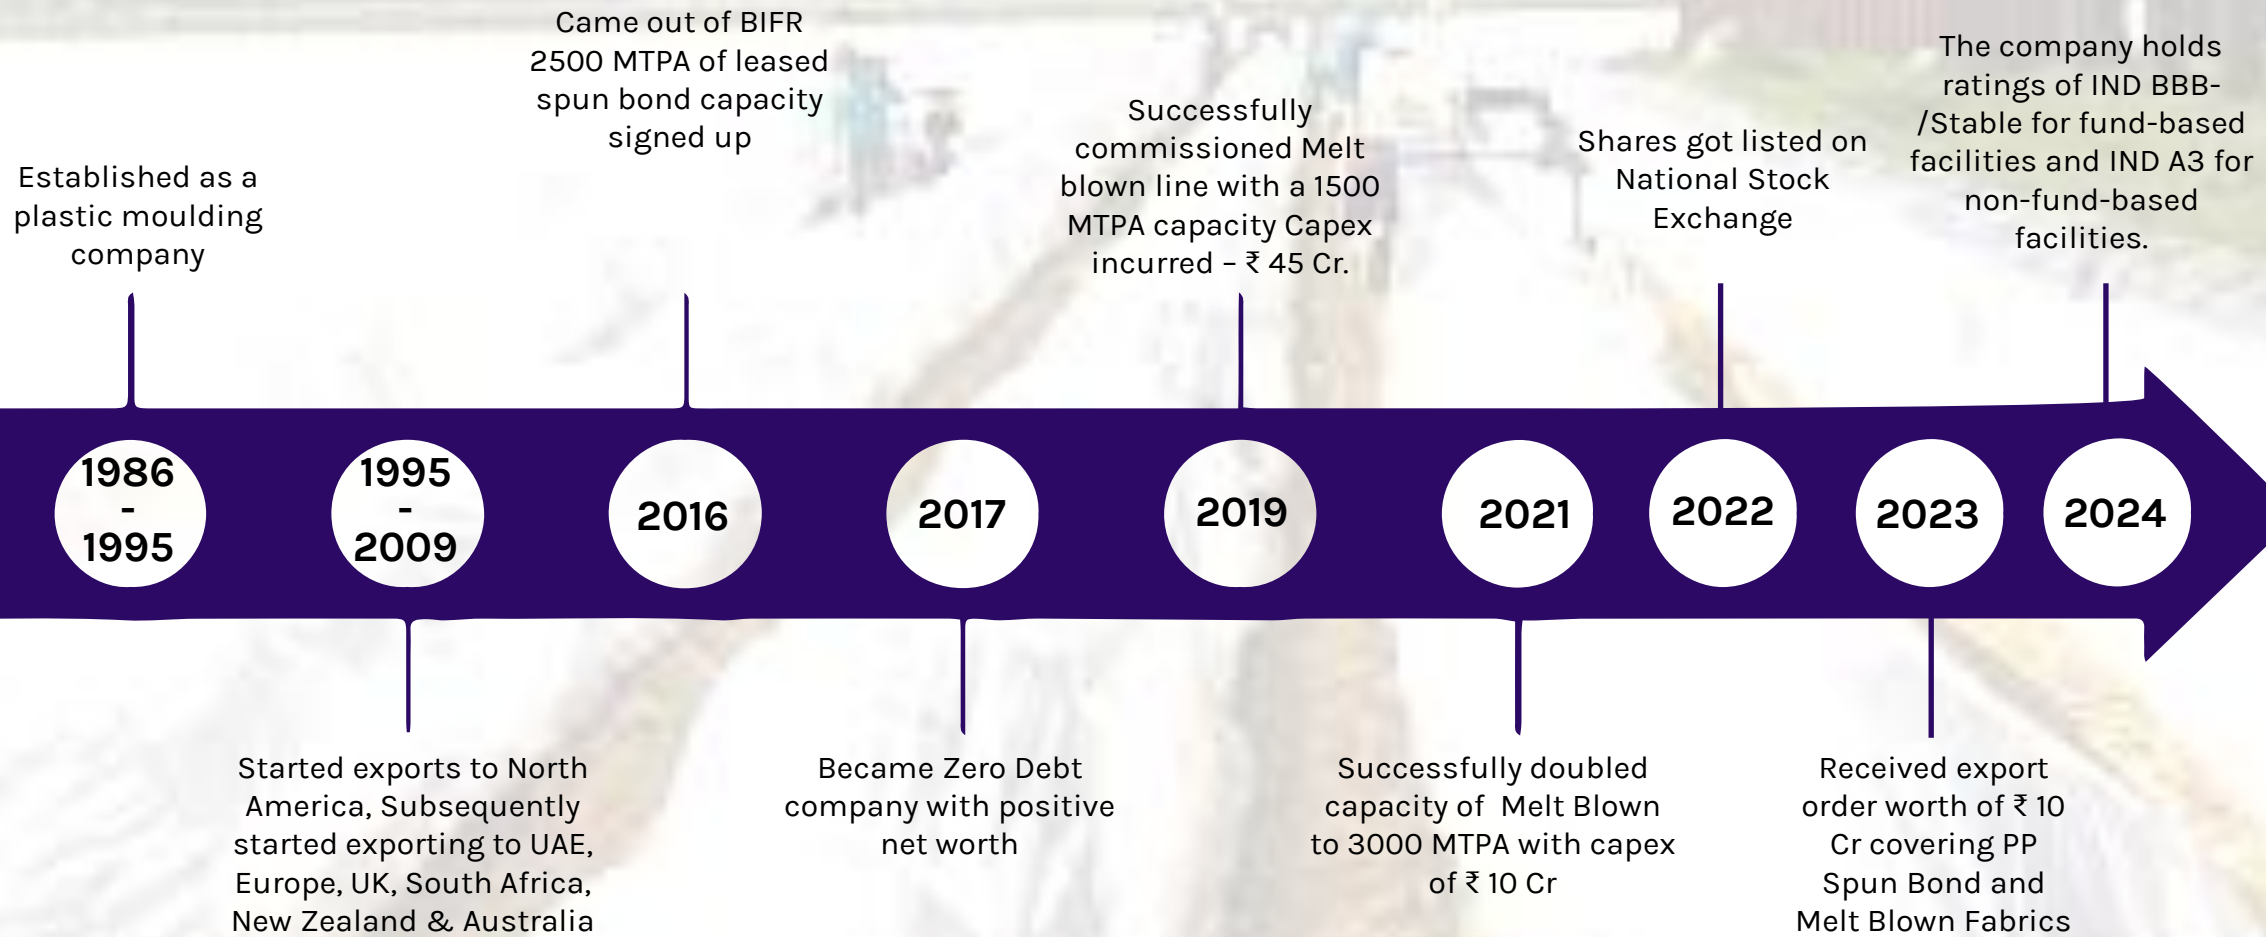 Established as a
plastic moulding
company
Came out of BIFR
2500 MTPA of leased
spun bond capacity
signed up
Successfully
commissioned Melt
blown line with a 1500
MTPA capacity Capex
incurred – ₹ 45 Cr.
Shares got listed on
National Stock
Exchange
The company holds
ratings of IND BBB-
/Stable for fund-based
facilities and IND A3 for
non-fund-based
facilities.
1986
-
1995
1995
-
2009
2016
2017
2019
2021
2022
2023
2024
Started exports to North
America, Subsequently
started exporting to UAE,
Europe, UK, South Africa,
New Zealand & Australia
Became Zero Debt
company with positive
net worth
Successfully doubled
capacity of Melt Blown
to 3000 MTPA with capex
of ₹ 10 Cr
Received export
order worth of ₹ 10
Cr covering PP
Spun Bond and
Melt Blown Fabrics